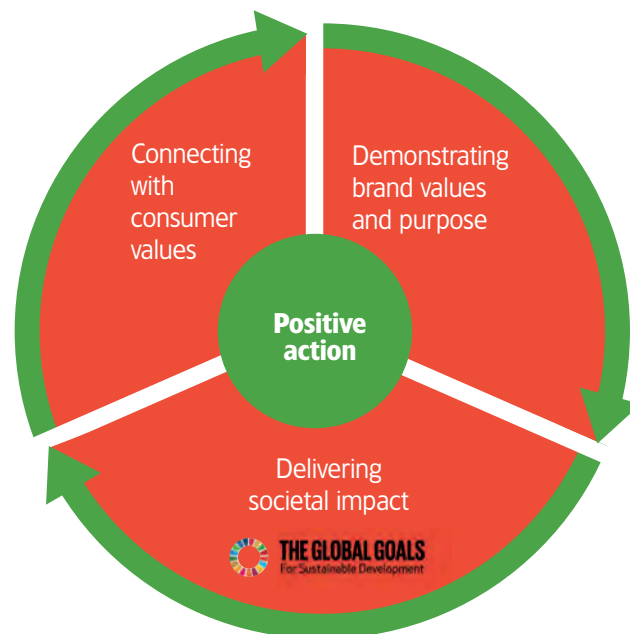 Connecting
with
consumer
values
Demonstrating
brand values
and purpose
Positive
action
Delivering
societal impact
THE GLOBAL GOALS
For Sustainable Development